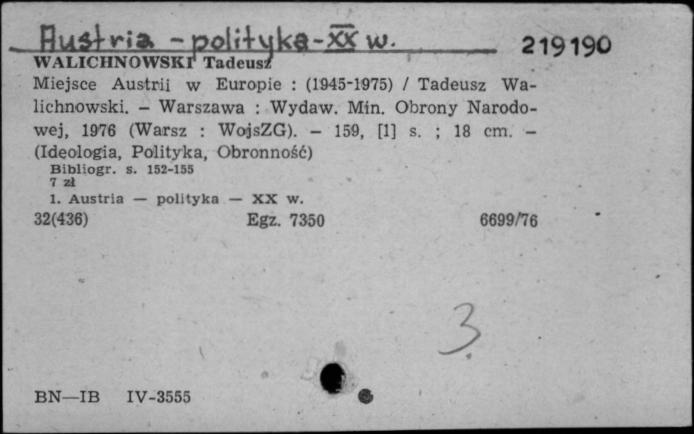 Austria - polityka - XX w. 219190
WALICHNOWSKI Tadeusz
Miejsce Austrii w Europie : (1945-1975) / Tadeusz Wa-
lichnowski. – Warszawa : Wydaw. Min. Obrony Narodo-
wej, 1976 (Warsz : WojsZG). – 159, [1] s. ; 18 cm. –
(Ideologia, Polityka, Obronność)
Bibliogr. s. 152-155
7 zł
1. Austria — polityka — XX w.
32(436) Egz. 7350 6699/76
3.
BN—IB IV-3555